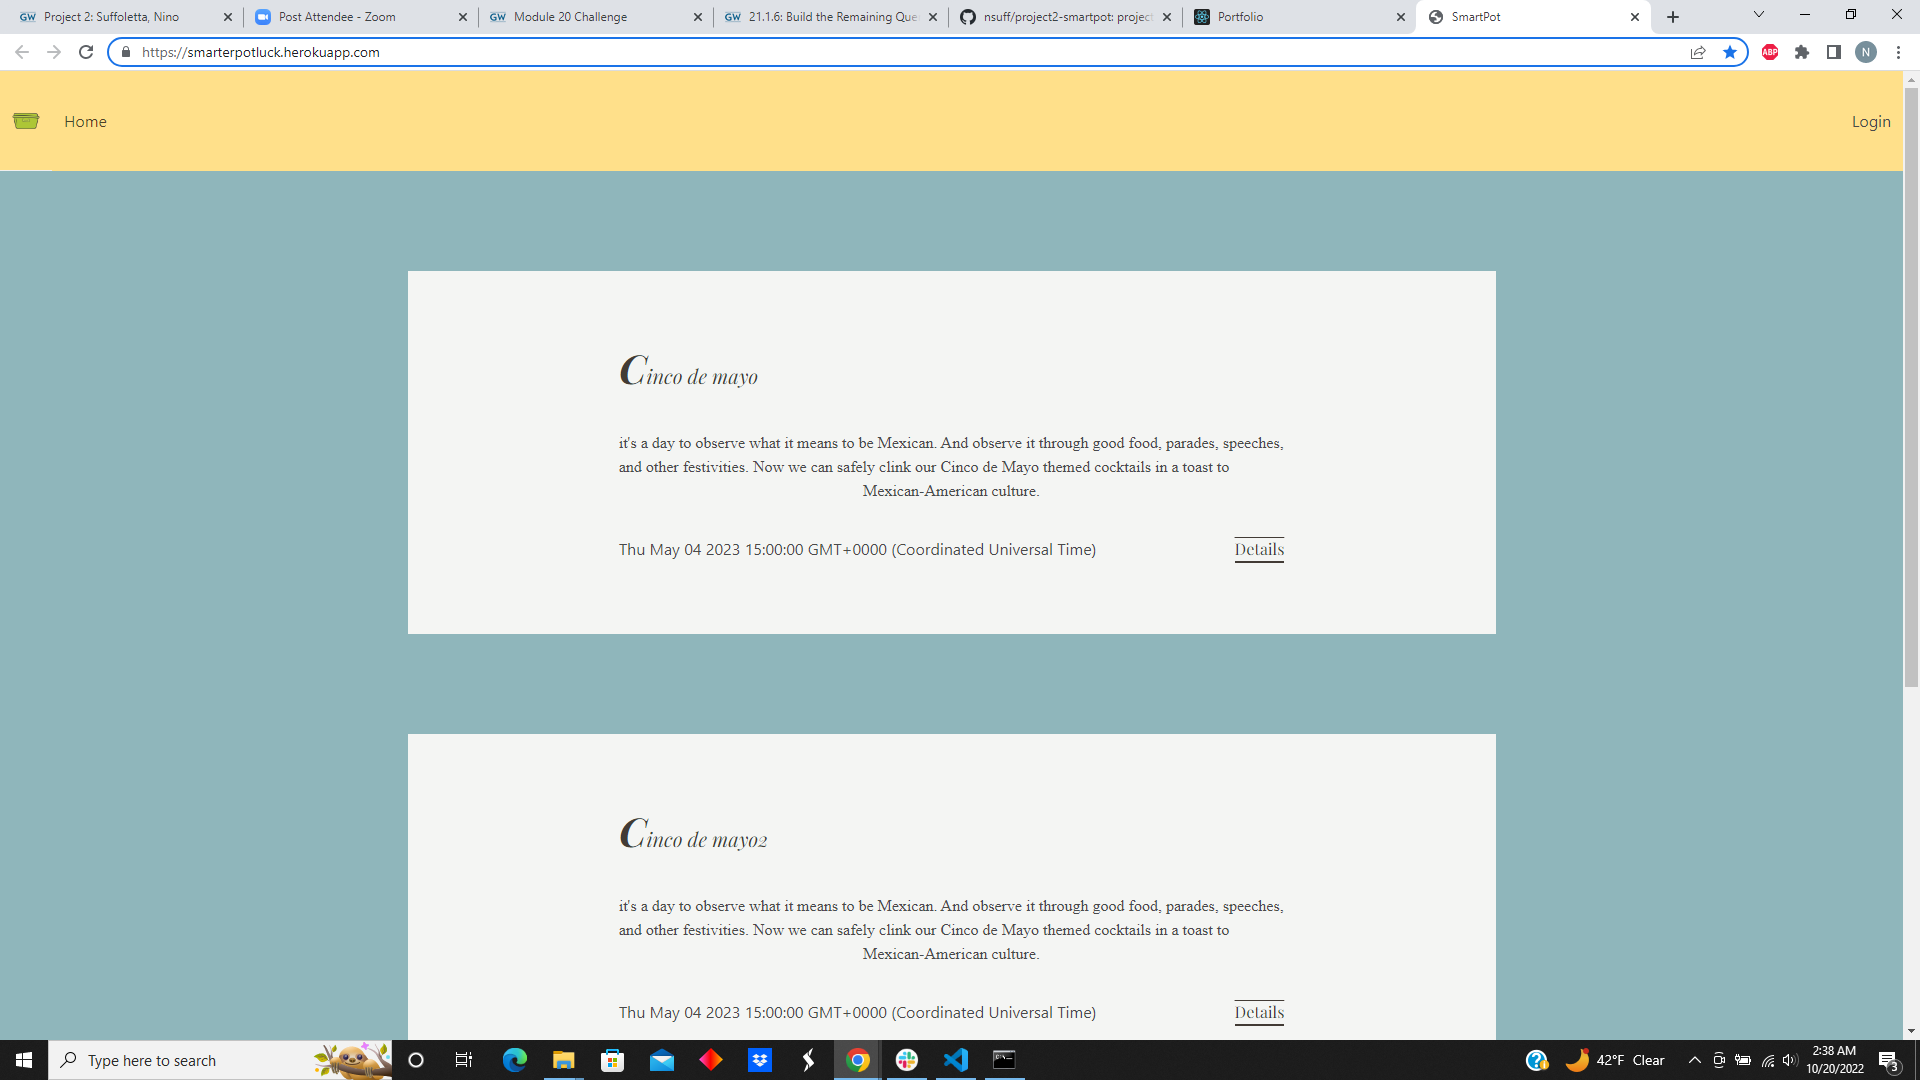 GW Project 2: Suffoletta, Nino
Post Attendee - Zoom
GW Module 20 Challenge
GW 21.1.6: Build the Remaining Que
nsuff/project2-smartpot: project
Portfolio
SmartPot
https://smarterpotluck.herokuapp.com
ABP
N
Home
Login
Cinco de mayo
it's a day to observe what it means to be Mexican. And observe it through good food, parades, speeches,
and other festivities. Now we can safely clink our Cinco de Mayo themed cocktails in a toast to
Mexican-American culture.
Thu May 04 2023 15:00:00 GMT+0000 (Coordinated Universal Time)
Details
Cinco de mayo2
it's a day to observe what it means to be Mexican. And observe it through good food, parades, speeches,
and other festivities. Now we can safely clink our Cinco de Mayo themed cocktails in a toast to
Mexican-American culture.
Thu May 04 2023 15:00:00 GMT+0000 (Coordinated Universal Time)
Details
Type here to search
42°F Clear
2:38 AM
10/20/2022
3